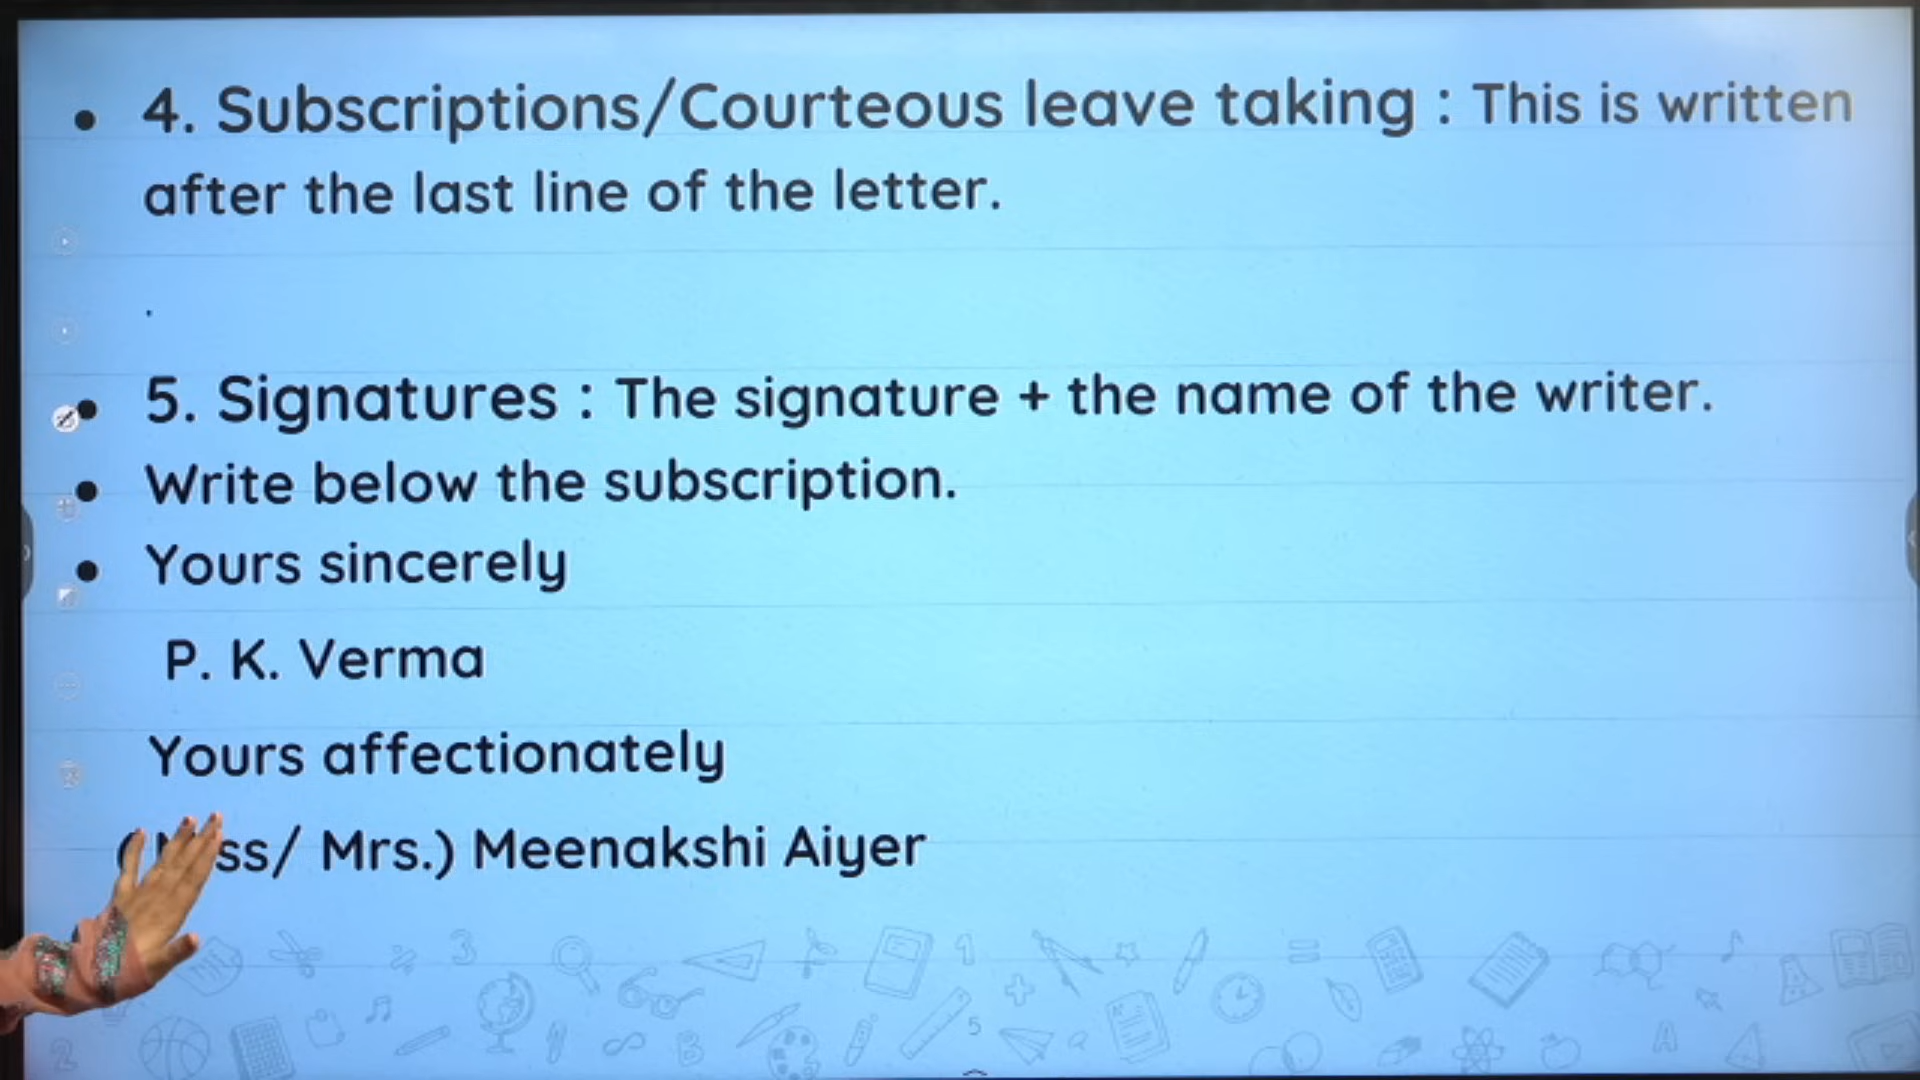 • 4. Subscriptions/Courteous leave taking : This is written
after the last line of the letter.
.
• 5. Signatures : The signature + the name of the writer.
• Write below the subscription.
• Yours sincerely
P. K. Verma
Yours affectionately
ss/ Mrs.) Meenakshi Aiyer
5